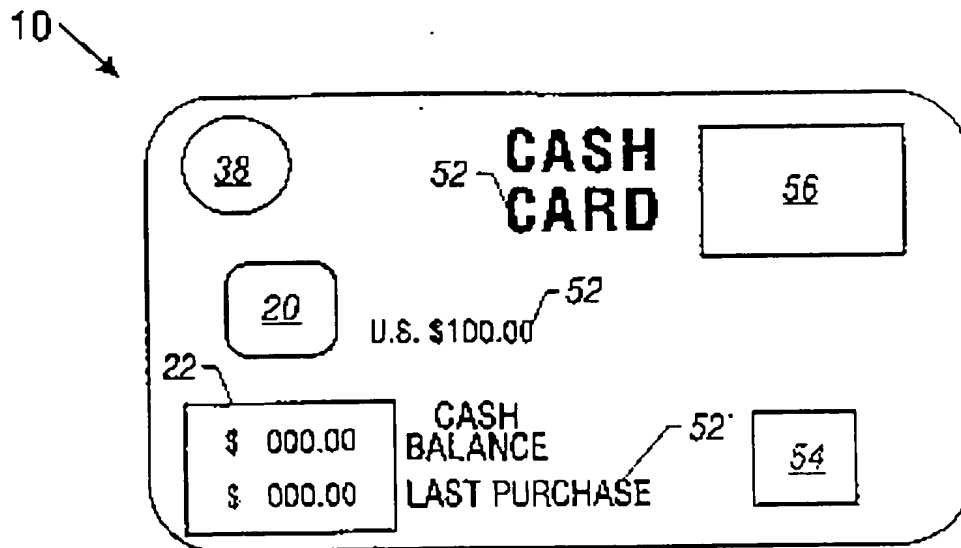 10
38
52
CASH
CARD
56
20
U.S. $100.00
52
22
$ 000.00
CASH
BALANCE
$ 000.00
LAST PURCHASE
52'
54